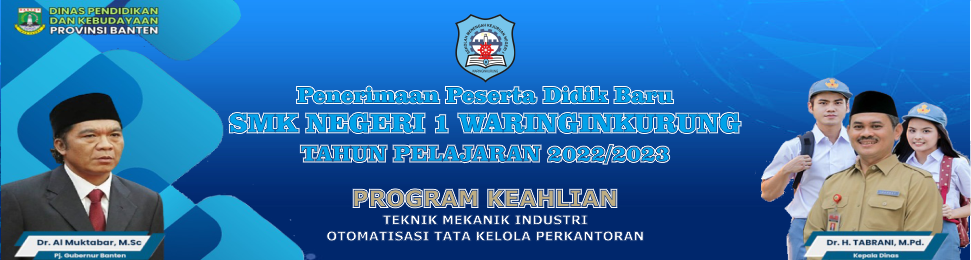 DINAS PENDIDIKAN
DAN KEBUDAYAAN
PROVINSI BANTEN
Penerimaan Peserta Didik Baru
SMK NEGERI 1 WARINGINKURUNG
TAHUN PELAJARAN 2022/2023
PROGRAM KEAHLIAN
TEKNIK MEKANIK INDUSTRI
OTOMATISASI TATA KELOLA PERKANTORAN
Dr. Al Muktabar, M.Sc
Pj. Gubernur Banten
Dr. H. TABRANI, M.Pd.
Kepala Dinas